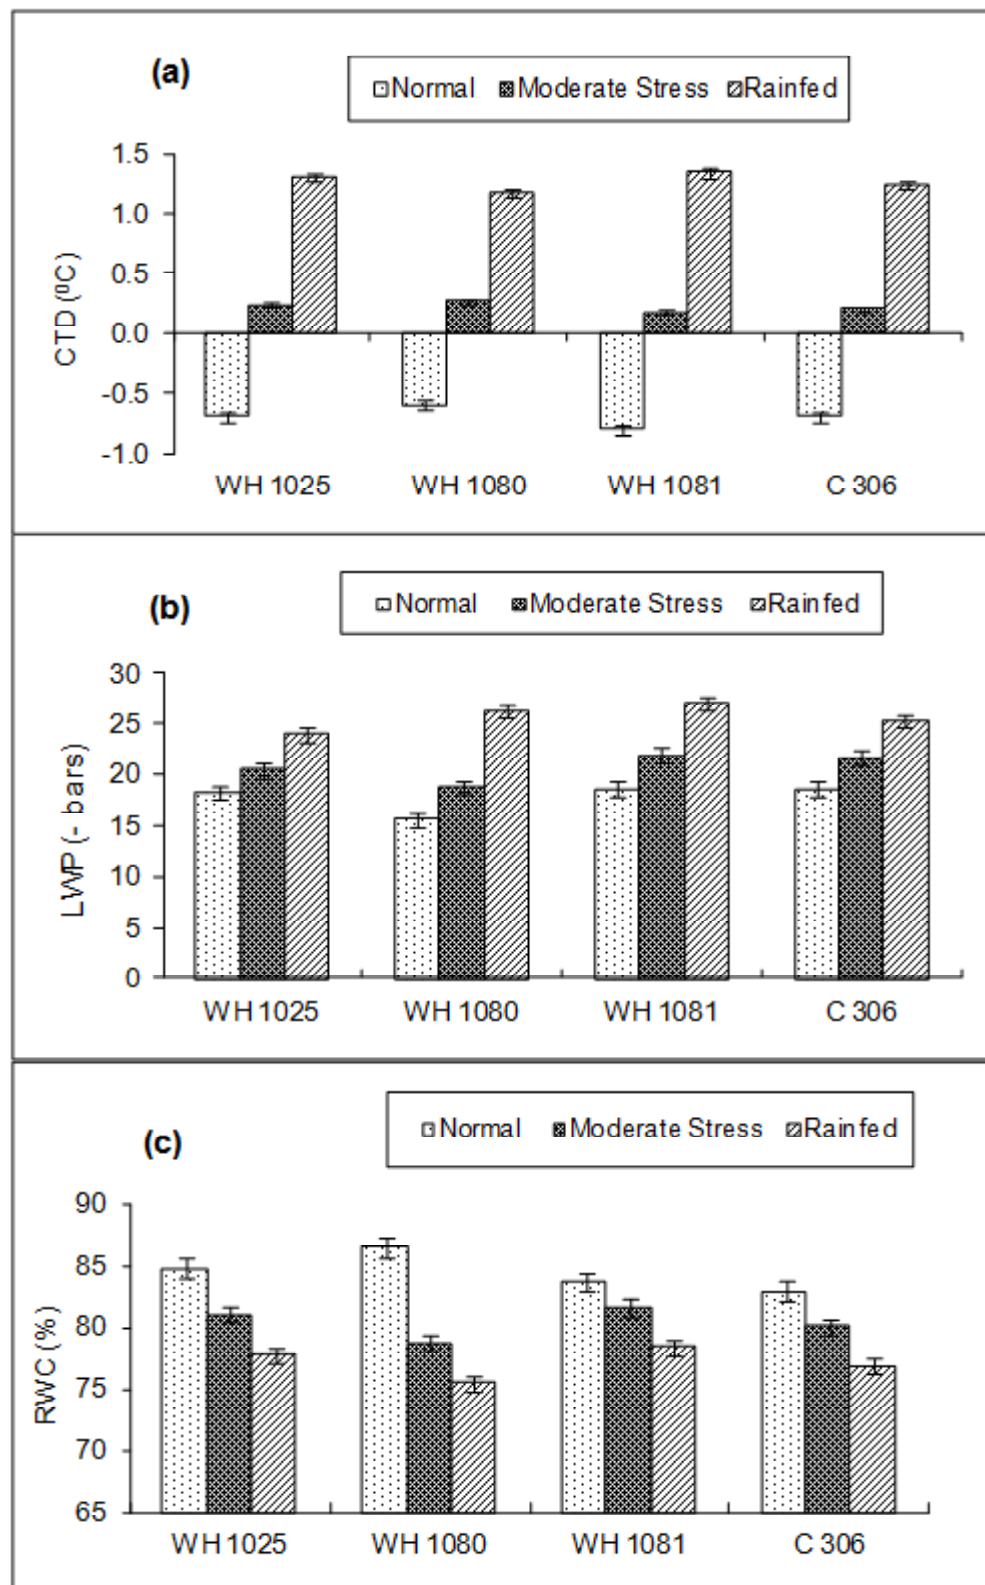 (a)
Normal Moderate Stress Rainfed
1.5
1.0
0.5
0.0
-0.5
-1.0
CTD (⁰C)
WH 1025 WH 1080 WH 1081 C 306
(b)
Normal Moderate Stress Rainfed
30
25
20
15
10
5
0
LWP (- bars)
WH 1025 WH 1080 WH 1081 C 306
(c)
Normal Moderate Stress Rainfed
90
85
80
75
70
65
RWC (%)
WH 1025 WH 1080 WH 1081 C 306